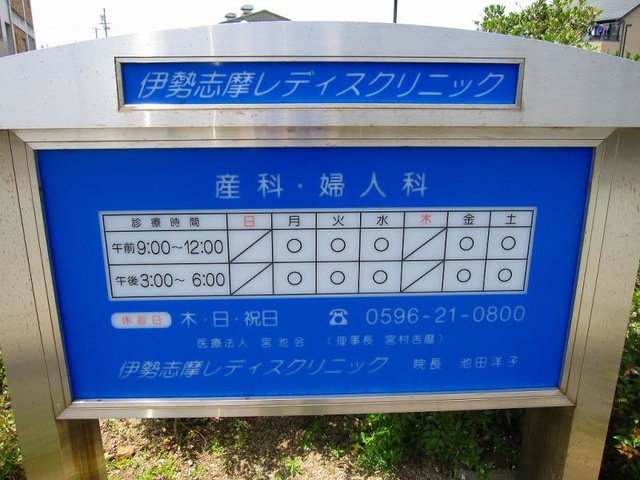 伊勢志摩レディスクリニック
産科・婦人科
診療時間 日 月 火 水 木 金 土
午前 9:00～12:00 ／ ○ ○ ○ ／ ○ ○
午後 3:00～ 6:00 ／ ○ ○ ○ ／ ○ ○
休診日 木・日・祝日 ☎ 0596-21-0800
医療法人 宮池会 〈理事長 宮村吉摩〉
伊勢志摩レディスクリニック 院長 池田洋子